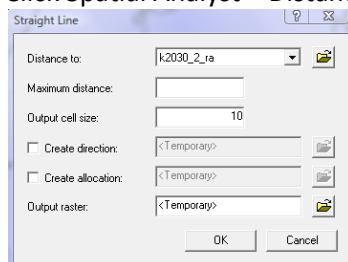 Straight Line
Distance to: k2030_2_ra
Maximum distance:
Output cell size: 10
Create direction: <Temporary>
Create allocation: <Temporary>
Output raster: <Temporary>
OK Cancel